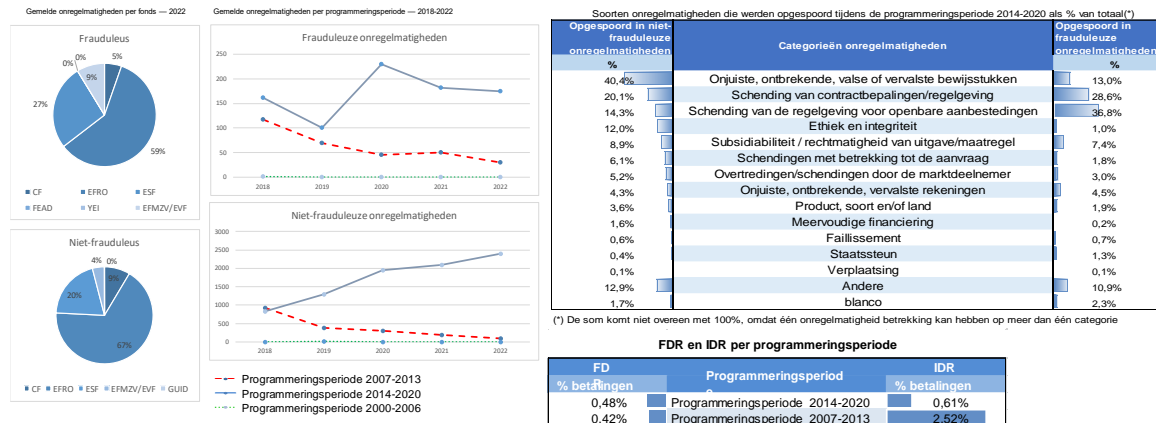 Gemelde onregelmatigheden per fonds — 2022
Frauduleus
0%
0%
5%
9%
27%
59%
CF
EFRO
ESF
FEAD
YEI
EFMZV/EVF
Niet-frauduleus
4%
0%
9%
20%
67%
CF
EFRO
ESF
EFMZV/EVF
GUID
Gemelde onregelmatigheden per programmeringsperiode — 2018-2022
Frauduleuze onregelmatigheden
250
200
150
100
50
0
2018
2019
2020
2021
2022
Niet-frauduleuze onregelmatigheden
3000
2500
2000
1500
1000
500
0
2018
2019
2020
2021
2022
Programmeringsperiode 2007-2013
Programmeringsperiode 2014-2020
Programmeringsperiode 2000-2006
Soorten onregelmatigheden die werden opgespoord tijdens de programmeringsperiode 2014-2020 als % van totaal(*)
Opgespoord in niet-
frauduleuze
onregelmatigheden
Categorieën onregelmatigheden
Opgespoord in
frauduleuze
onregelmatigheden
% %
40,4% Onjuiste, ontbrekende, valse of vervalste bewijsstukken 13,0%
20,1% Schending van contractbepalingen/regelgeving 28,6%
14,3% Schending van de regelgeving voor openbare aanbestedingen 36,8%
12,0% Ethiek en integriteit 1,0%
8,9% Subsidiabiliteit / rechtmatigheid van uitgave/maatregel 7,4%
6,1% Schendingen met betrekking tot de aanvraag 1,8%
5,2% Overtredingen/schendingen door de marktdeelnemer 3,0%
4,3% Onjuiste, ontbrekende, vervalste rekeningen 4,5%
3,6% Product, soort en/of land 1,9%
1,6% Meervoudige financiering 0,2%
0,6% Faillissement 0,7%
0,4% Staatssteun 1,3%
0,1% Verplaatsing 0,1%
12,9% Andere 10,9%
1,7% blanco 2,3%
(*) De som komt niet overeen met 100%, omdat één onregelmatigheid betrekking kan hebben op meer dan één categorie
FDR en IDR per programmeringsperiode
FD
% betalingen
Programmeringsperiod
IDR
% betalingen
0,48% Programmeringsperiode 2014-2020 0,61%
0,42% Programmeringsperiode 2007-2013 2,52%